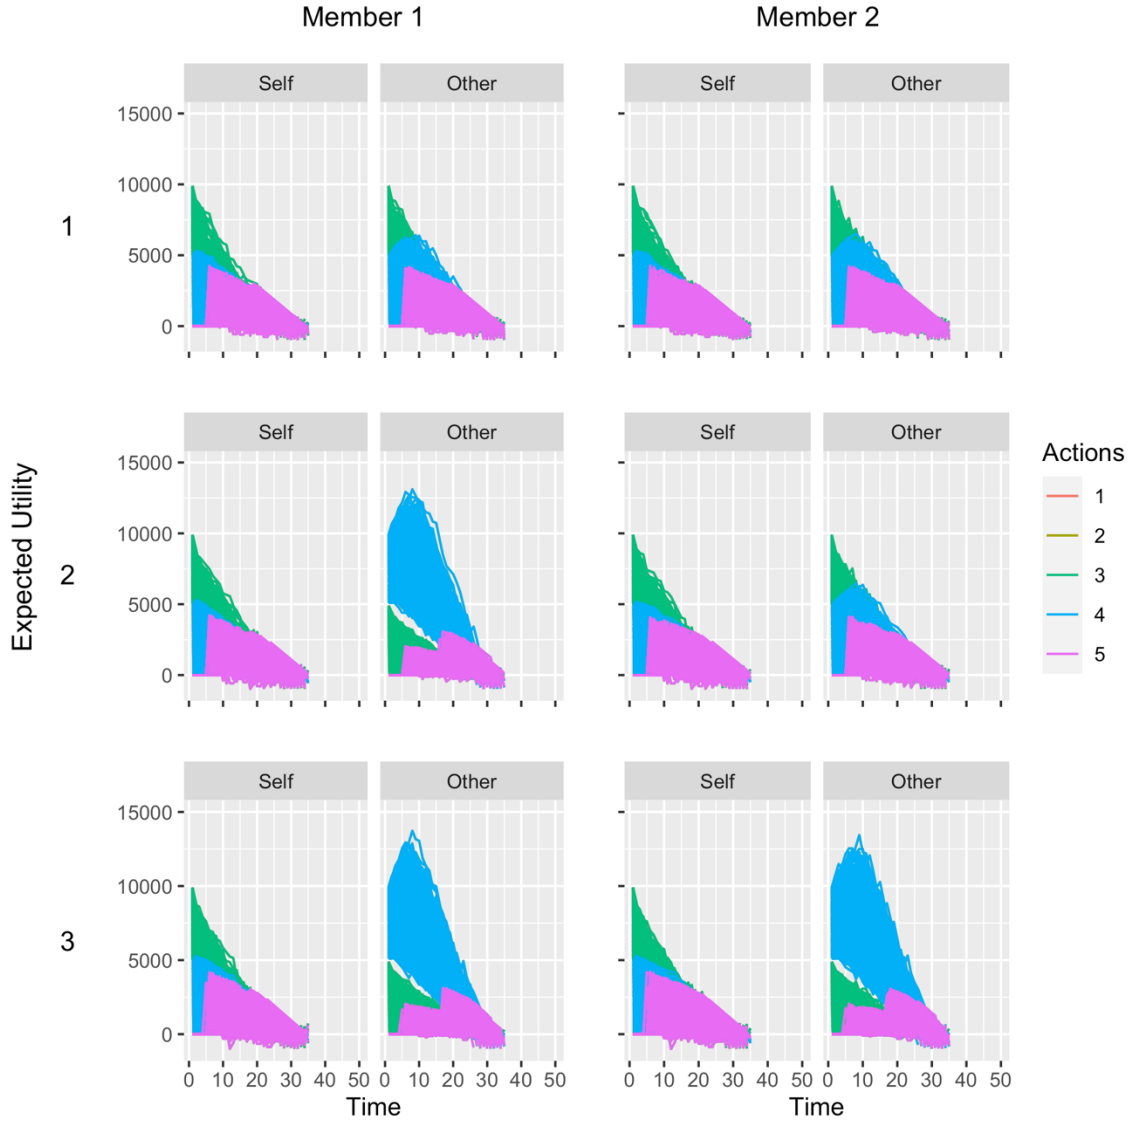 Member 1 Member 2
Self Other Self Other
15000
10000
1
5000
0
Self Other Self Other
15000
10000
2
5000
0
Expected Utility
Actions
1
2
3
4
5
Self Other Self Other
15000
10000
3
5000
0
0 10 20 30 40 50 0 10 20 30 40 50 0 10 20 30 40 50 0 10 20 30 40 50
Time Time